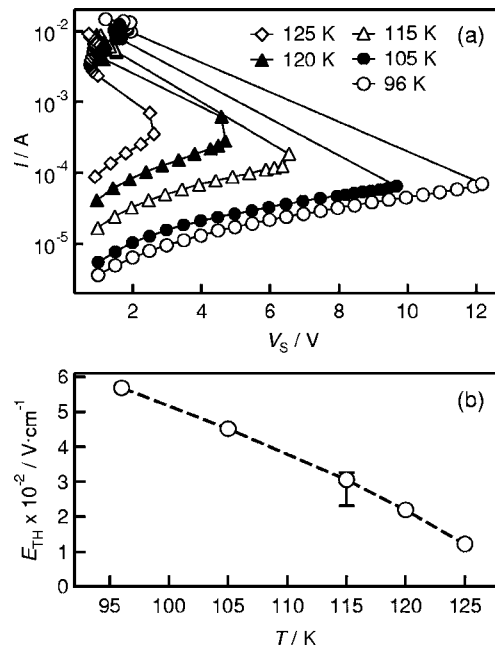 (a)
125 K 115 K
120 K 105 K
96 K
10⁻²
10⁻³
10⁻⁴
10⁻⁵
I / A
2 4 6 8 10 12
V_S / V
(b)
6
5
4
3
2
1
0
E_TH x 10⁻² / V·cm⁻¹
95 100 105 110 115 120 125
T / K